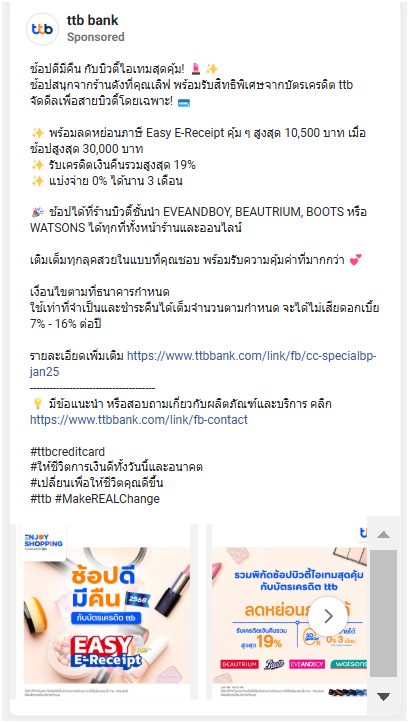 ttb
ttb bank
Sponsored
ช้อปดีมีคืน กับบิวตี้ไอเทมสุดคุ้ม! 💄 ✨
ช้อปสนุกจากร้านดังที่คุณเลิฟ พร้อมรับสิทธิพิเศษจากบัตรเครดิต ttb
จัดดีลเพื่อสายบิวตี้โดยเฉพาะ! 💳
✨ พร้อมลดหย่อนภาษี Easy E-Receipt คุ้ม ๆ สูงสุด 10,500 บาท เมื่อ
ช้อปสูงสุด 30,000 บาท
✨ รับเครดิตเงินคืนรวมสูงสุด 19%
✨ แบ่งจ่าย 0% ได้นาน 3 เดือน
🎉 ช้อปได้ที่ร้านบิวตี้ชั้นนำ EVEANDBOY, BEAUTRIUM, BOOTS หรือ
WATSONS ได้ทุกที่ทั้งหน้าร้านและออนไลน์
เติมเต็มทุกลุคสวยในแบบที่คุณชอบ พร้อมรับความคุ้มค่าที่มากกว่า 💕
เงื่อนไขตามที่ธนาคารกำหนด
ใช้เท่าที่จำเป็นและชำระคืนได้เต็มจำนวนตามกำหนด จะได้ไม่เสียดอกเบี้ย
7% - 16% ต่อปี
รายละเอียดเพิ่มเติม https://www.ttbbank.com/link/fb/cc-specialbp-
jan25
-------------------------------------
💡 มีข้อแนะนำ หรือสอบถามเกี่ยวกับผลิตภัณฑ์และบริการ คลิก
https://www.ttbbank.com/link/fb-contact
#ttbcreditcard
#ให้ชีวิตการเงินดีทั้งวันนี้และอนาคต
#เปลี่ยนเพื่อให้ชีวิตคุณดีขึ้น
#ttb #MakeREALChange
ENJOY
SHOPPING
ช้อปดี
มีคืน 2568
กับบัตรเครดิต ttb
EASY
E-Receipt
รวมพิกัดช้อปบิวตี้ไอเทมสุดคุ้ม
กับบัตรเครดิต ttb
ลดหย่อน
รับเครดิตเงินคืนรวม
สูงสุด 19%
0% 3 เดือน
BEAUTRIUM Boots EVEANDBOY watsons